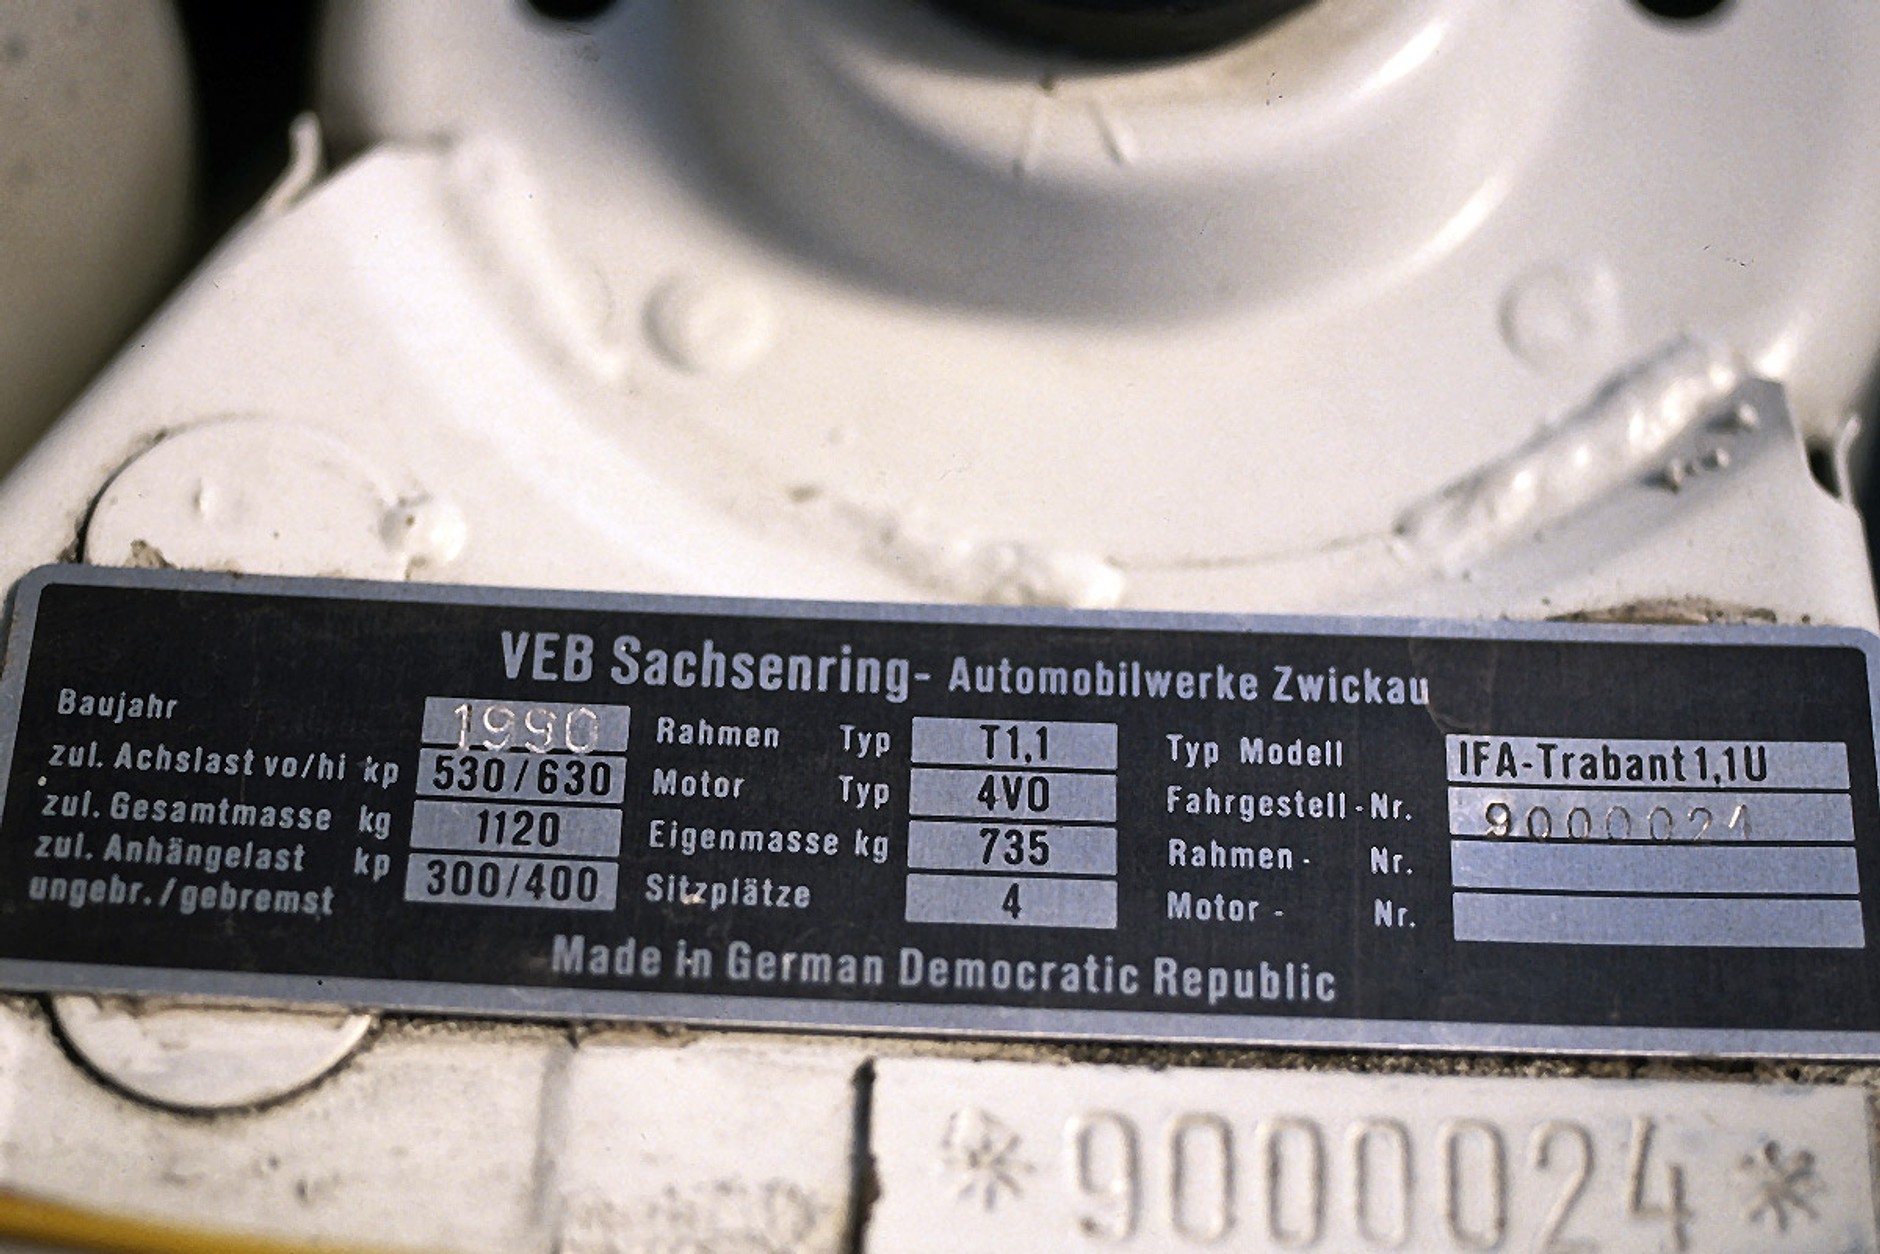 VEB Sachsenring- Automobilwerke Zwickau
Baujahr 1990 Rahmen Typ T1,1 Typ Modell IFA-Trabant 1,1U
zul. Achslast vo/hi kp 530/630 Motor Typ 4V0 Fahrgestell-Nr. 9000024
zul. Gesamtmasse kg 1120 Eigenmasse kg 735 Rahmen- Nr.
zul. Anhängelast kp 300/400 Sitzplätze 4 Motor- Nr.
ungebr./gebremst
Made in German Democratic Republic
*9000024*